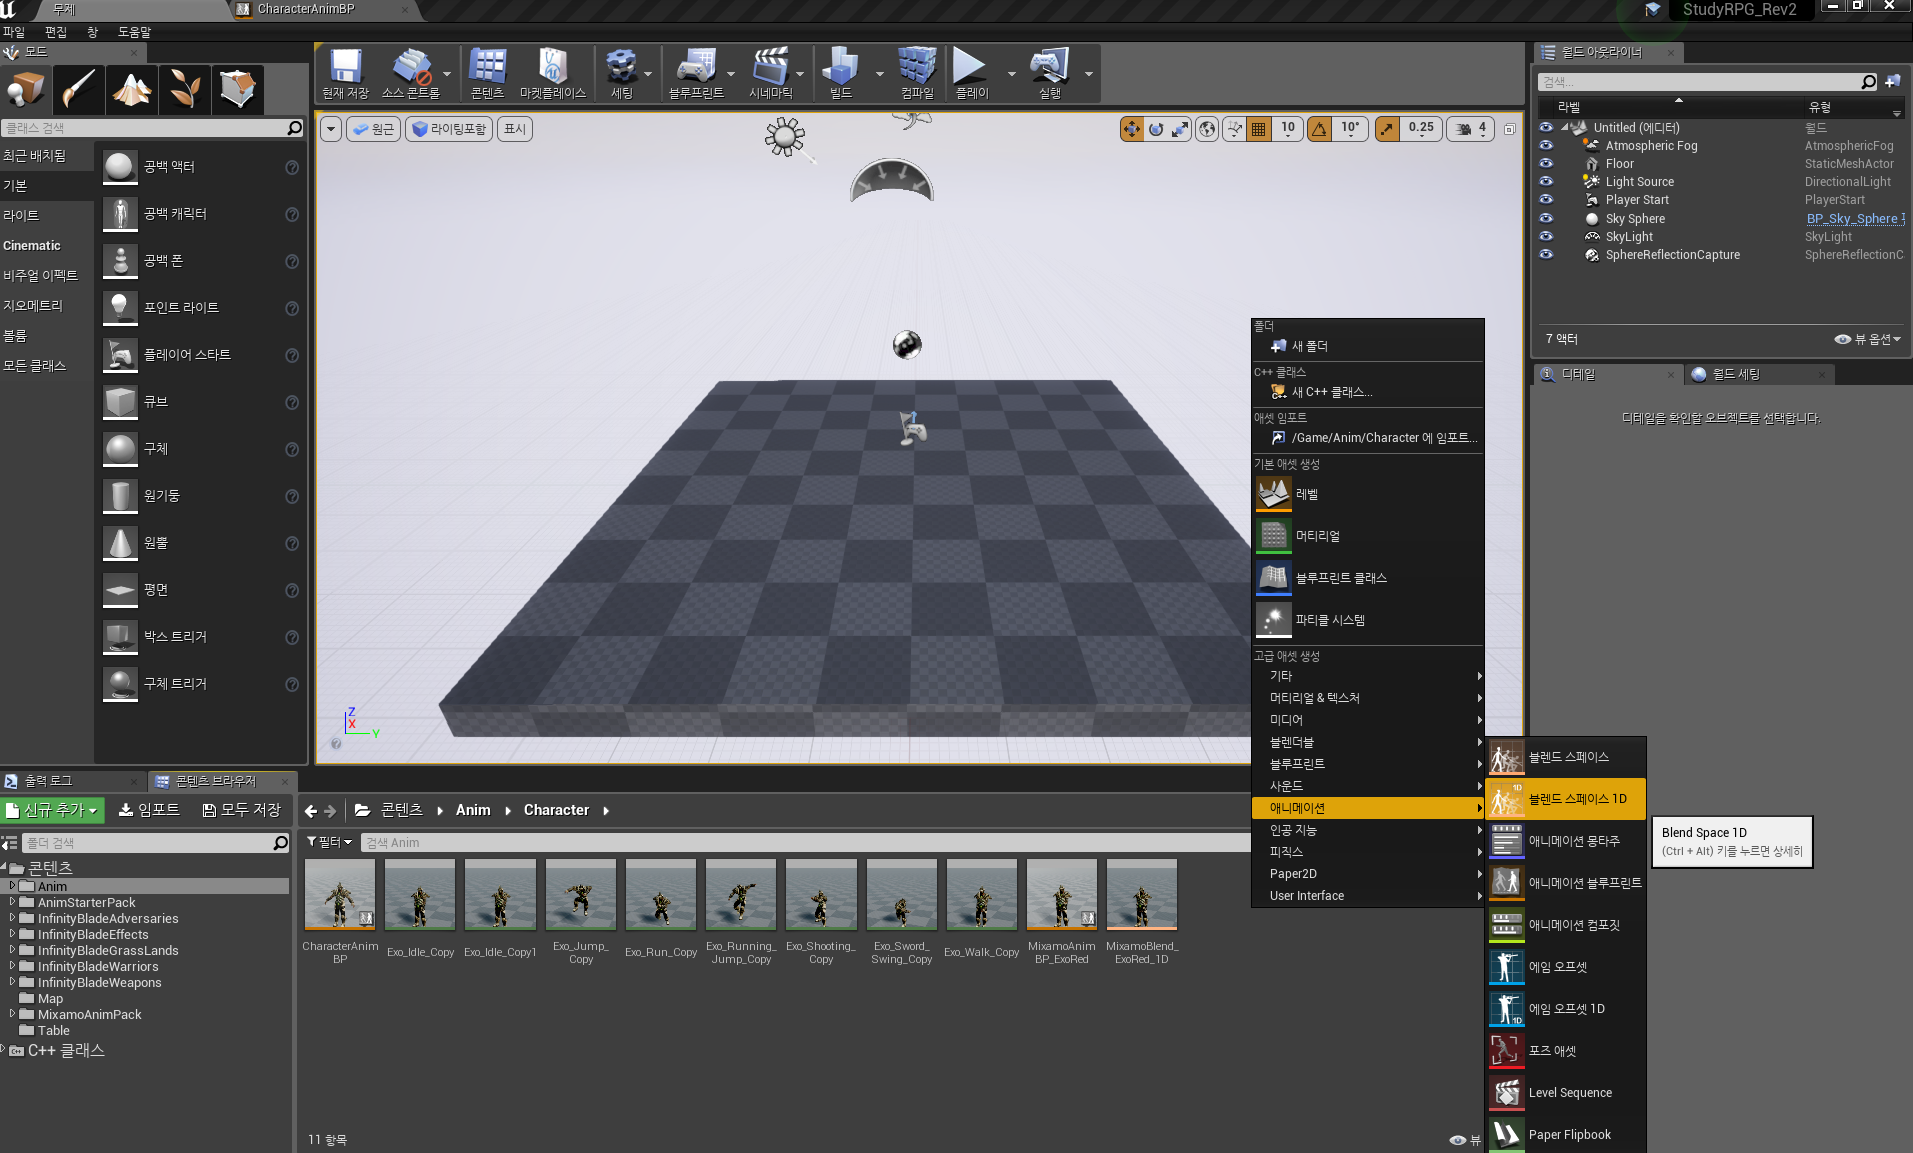 무제
CharacterAnimBP
StudyRPG_Rev2
파일 편집 창 도움말
모드
현재 저장
소스 콘트롤
콘텐츠
마켓플레이스
세팅
블루프린트
시네마틱
빌드
컴파일
플레이
실행
클래스 검색
최근 배치됨
기본
라이트
Cinematic
비주얼 이펙트
지오메트리
볼륨
모든 클래스
공백 액터
공백 캐릭터
공백 폰
포인트 라이트
플레이어 스타트
큐브
구체
원기둥
원뿔
평면
박스 트리거
구체 트리거
원근
라이팅포함
표시
10
10°
0.25
4
Z
X
Y
월드 아웃라이너
검색...
라벨 유형
Untitled (에디터) 월드
Atmospheric Fog AtmosphericFog
Floor StaticMeshActor
Light Source DirectionalLight
Player Start PlayerStart
Sky Sphere BP_Sky_Sphere
SkyLight SkyLight
SphereReflectionCapture SphereReflectionC
7 액터
뷰 옵션
디테일
월드 세팅
디테일을 확인할 오브젝트를 선택합니다.
폴더
새 폴더
C++ 클래스
새 C++ 클래스...
애셋 임포트
/Game/Anim/Character 에 임포트...
기본 애셋 생성
레벨
머티리얼
블루프린트 클래스
파티클 시스템
고급 애셋 생성
기타
머티리얼 & 텍스처
미디어
블렌더블
블루프린트
사운드
애니메이션
인공 지능
피직스
Paper2D
User Interface
블렌드 스페이스
1D
블렌드 스페이스 1D
애니메이션 몽타주
애니메이션 블루프린트
애니메이션 컴포짓
에임 오프셋
1D
에임 오프셋 1D
포즈 애셋
Level Sequence
Paper Flipbook
Blend Space 1D
(Ctrl + Alt) 키를 누르면 상세히
출력 로그
콘텐츠 브라우저
신규 추가
임포트
모두 저장
콘텐츠
Anim
Character
폴더 검색
필터
검색 Anim
콘텐츠
Anim
AnimStarterPack
InfinityBladeAdversaries
InfinityBladeEffects
InfinityBladeGrassLands
InfinityBladeWarriors
InfinityBladeWeapons
Map
MixamoAnimPack
Table
C++ 클래스
CharacterAnim
BP
Exo_Idle_Copy
Exo_Idle_Copy1
Exo_Jump_
Copy
Exo_Run_Copy
Exo_Running_
Jump_Copy
Exo_Shooting_
Copy
Exo_Sword_
Swing_Copy
Exo_Walk_Copy
MixamoAnim
BP_ExoRed
MixamoBlend_
ExoRed_1D
11 항목
뷰